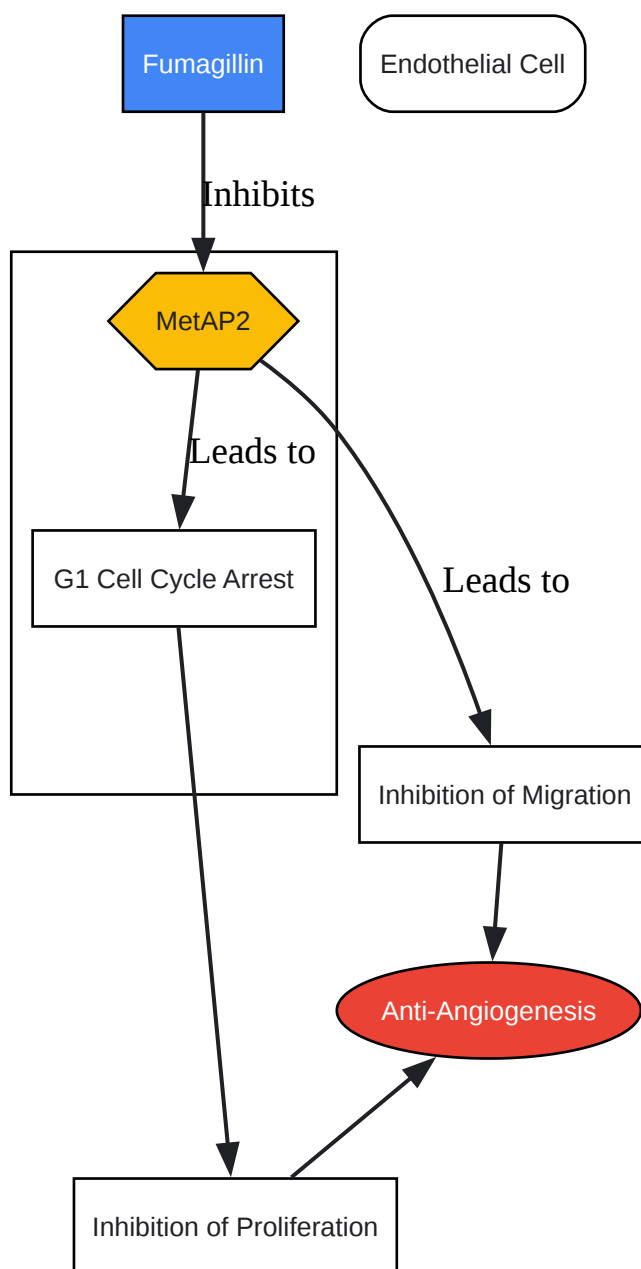 Fumagillin
Endothelial Cell
Inhibits
MetAP2
Leads to
G1 Cell Cycle Arrest
Leads to
Inhibition of Migration
Anti-Angiogenesis
Inhibition of Proliferation